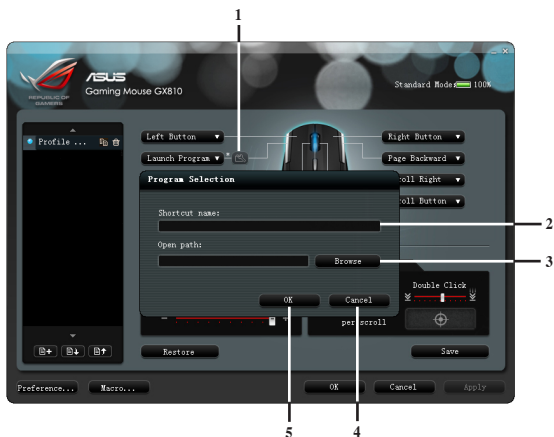 1
ASUS
Gaming Mouse GX810
REPUBLIC OF
GAMERS
Standard Mode: 100%
Profile ...
Left Button
Right Button
Launch Program
Page Backward
Program Selection
roll Right
Shortcut name:
roll Button
2
Open path:
Browse
3
Double Click
OK
Cancel
per scroll
Restore
Save
Preference...
Macro...
OK
Cancel
Apply
5
4